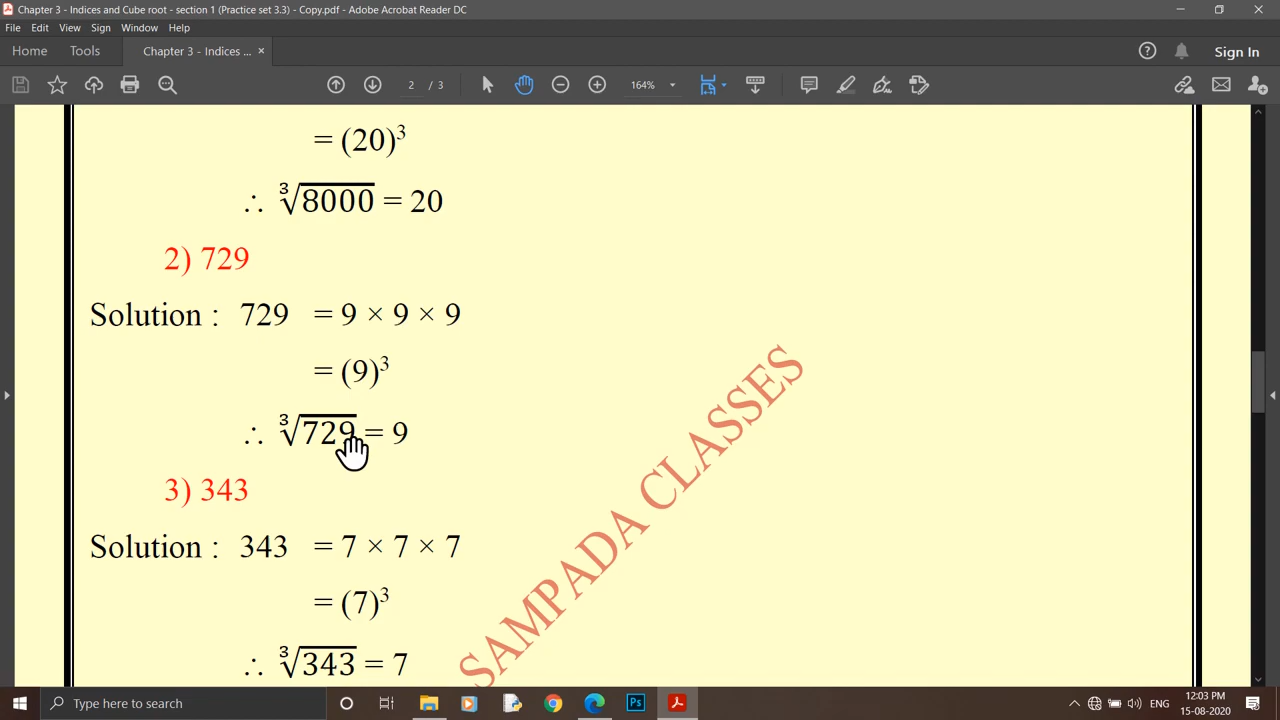 Chapter 3 - Indices and Cube root - section 1 (Practice set 3.3) - Copy.pdf - Adobe Acrobat Reader DC
File Edit View Sign Window Help
Home Tools Chapter 3 - Indices ... × Sign In
2 / 3 164%
= (20)³
∴ ∛8000 = 20
2) 729
Solution : 729 = 9 × 9 × 9
= (9)³
∴ ∛729 = 9
3) 343
Solution : 343 = 7 × 7 × 7
= (7)³
∴ ∛343 = 7
SAMPADA CLASSES
Type here to search Ps ENG 12:03 PM
15-08-2020